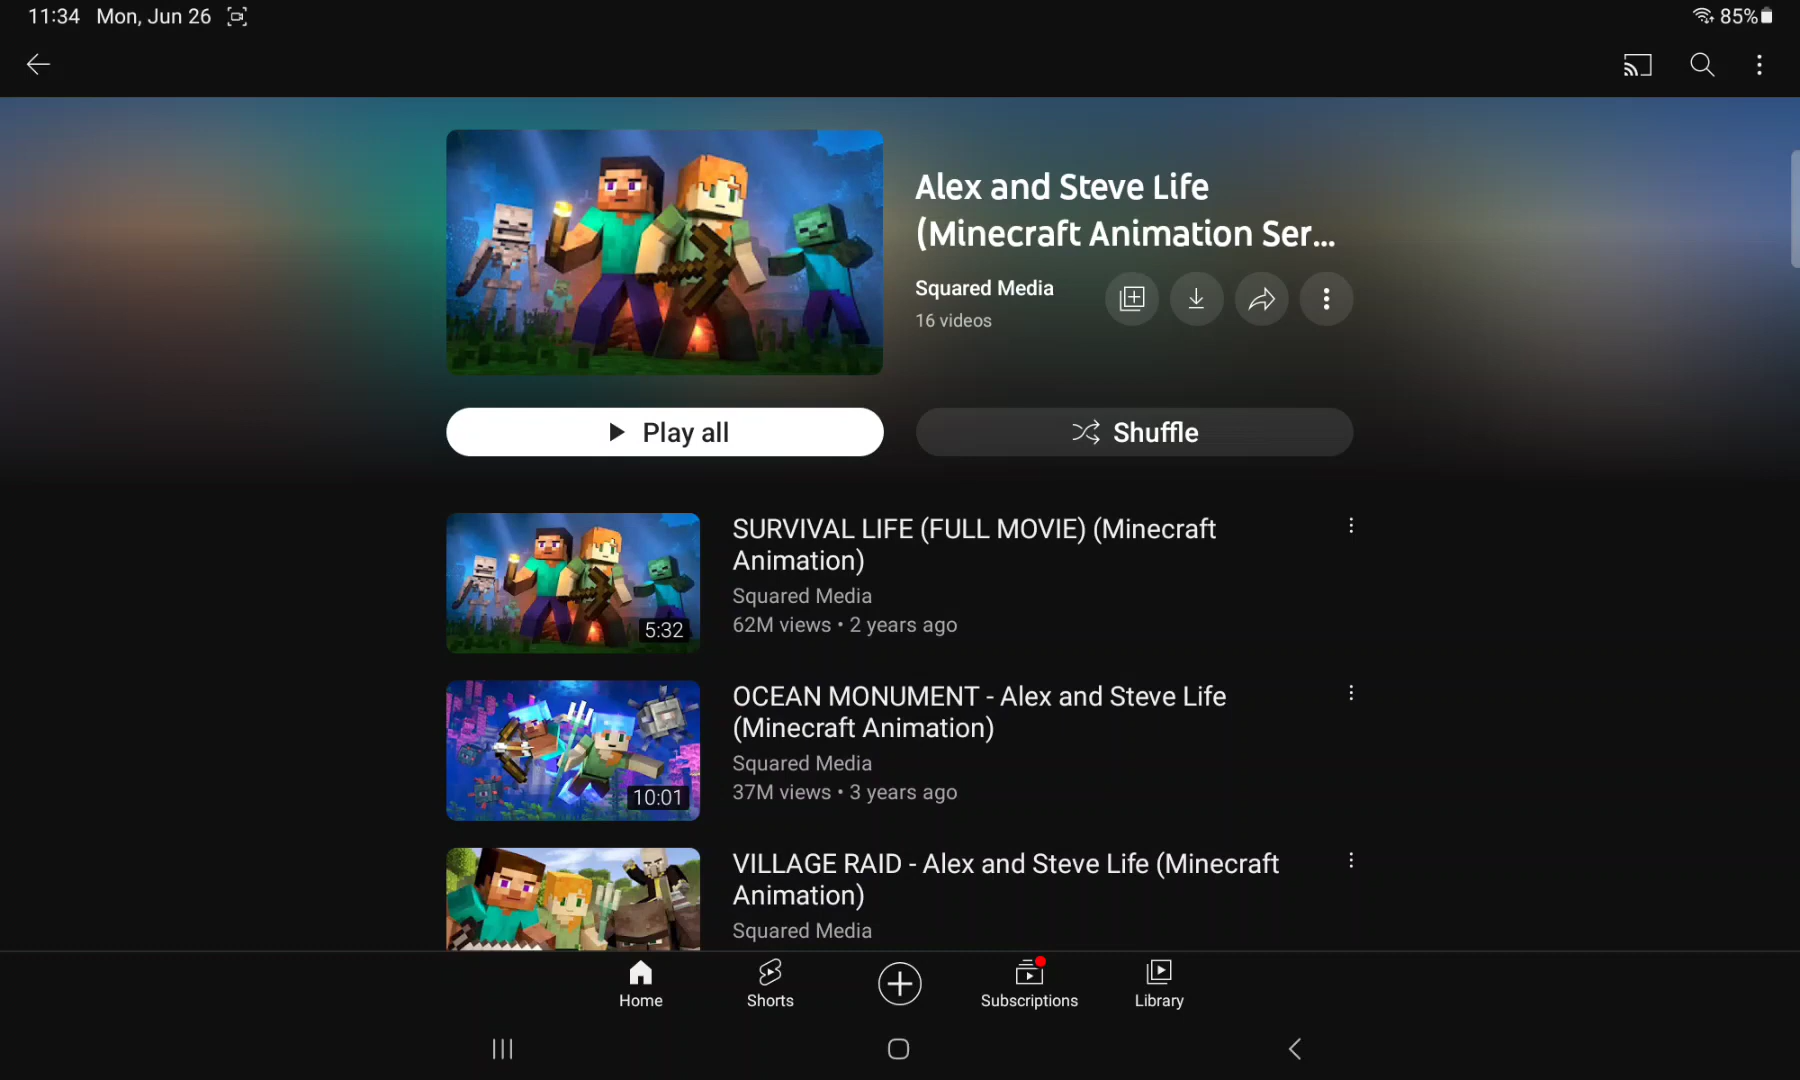 11:34 Mon, Jun 26
85%
Alex and Steve Life
(Minecraft Animation Ser...
Squared Media
16 videos
Play all
Shuffle
SURVIVAL LIFE (FULL MOVIE) (Minecraft
Animation)
Squared Media
62M views • 2 years ago
5:32
OCEAN MONUMENT - Alex and Steve Life
(Minecraft Animation)
Squared Media
37M views • 3 years ago
10:01
VILLAGE RAID - Alex and Steve Life (Minecraft
Animation)
Squared Media
Home
Shorts
Subscriptions
Library